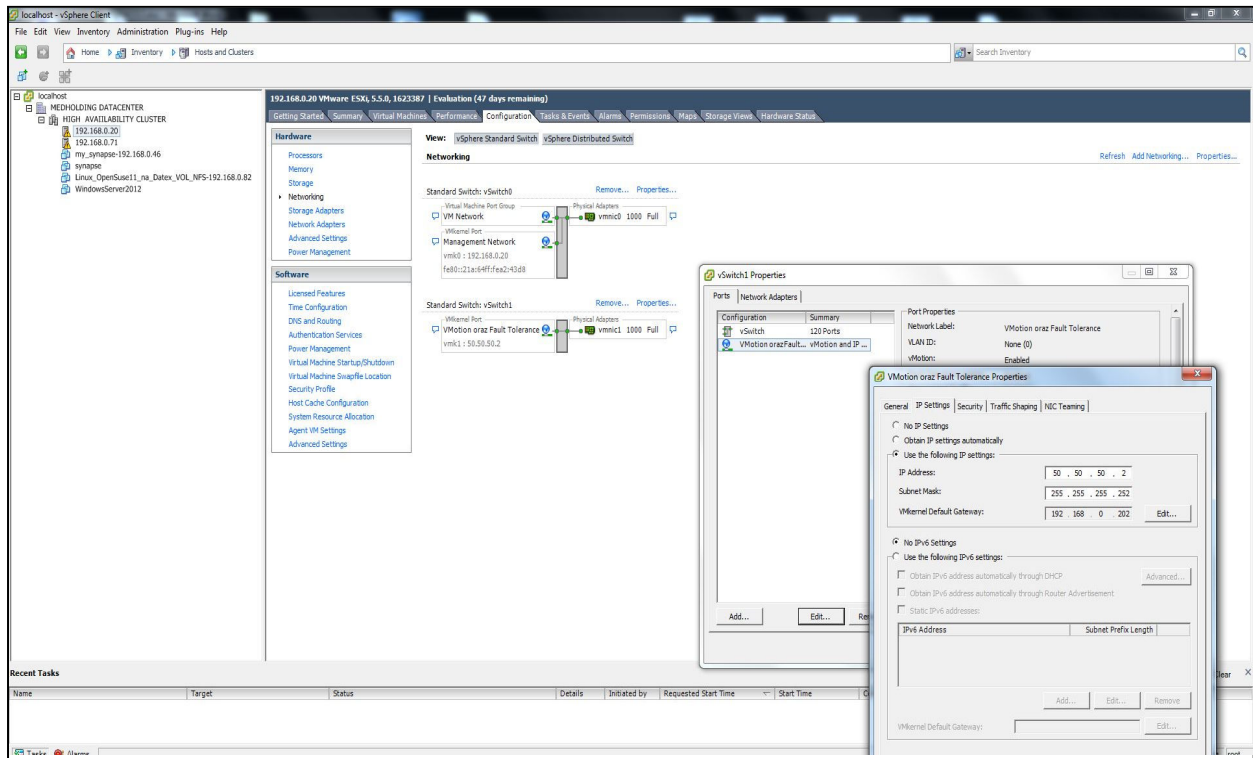 localhost - vSphere Client
File Edit View Inventory Administration Plug-ins Help
Home Inventory Hosts and Clusters
Search Inventory
localhost
MEDHOLDING DATACENTER
HIGH AVAILABILITY CLUSTER
192.168.0.20
192.168.0.71
my_synapse-192.168.0.46
synapse
Linux_OpenSuse11_na_Datex_VOL_NFS-192.168.0.82
WindowsServer2012
192.168.0.20 VMware ESXi, 5.5.0, 1623387 | Evaluation (47 days remaining)
Getting Started Summary Virtual Machines Performance Configuration Tasks & Events Alarms Permissions Maps Storage Views Hardware Status
Hardware
Processors
Memory
Storage
Networking
Storage Adapters
Network Adapters
Advanced Settings
Power Management
Software
Licensed Features
Time Configuration
DNS and Routing
Authentication Services
Power Management
Virtual Machine Startup/Shutdown
Virtual Machine Swapfile Location
Security Profile
Host Cache Configuration
System Resource Allocation
Agent VM Settings
Advanced Settings
View: vSphere Standard Switch vSphere Distributed Switch
Networking
Refresh Add Networking... Properties...
Standard Switch: vSwitch0 Remove... Properties...
Virtual Machine Port Group Physical Adapters
VM Network vmnic0 1000 Full
VMkernel Port
Management Network
vmk0 : 192.168.0.20
fe80::21a:64ff:fea2:43d8
Standard Switch: vSwitch1 Remove... Properties...
VMkernel Port Physical Adapters
VMotion oraz Fault Tolerance vmnic1 1000 Full
vmk1 : 50.50.50.2
vSwitch1 Properties
Ports Network Adapters
Configuration Summary
vSwitch 120 Ports
VMotion orazFault... vMotion and IP ...
Port Properties
Network Label: VMotion oraz Fault Tolerance
VLAN ID: None (0)
vMotion: Enabled
Add... Edit...
VMotion oraz Fault Tolerance Properties
General IP Settings Security Traffic Shaping NIC Teaming
No IP Settings
Obtain IP settings automatically
Use the following IP settings:
IP Address: 50 . 50 . 50 . 2
Subnet Mask: 255 . 255 . 255 . 252
VMkernel Default Gateway: 192 . 168 . 0 . 202 Edit...
No IPv6 Settings
Use the following IPv6 settings:
Obtain IPv6 address automatically through DHCP Advanced...
Obtain IPv6 address automatically through Router Advertisement
Static IPv6 addresses:
IPv6 Address Subnet Prefix Length
Add... Edit... Remove
VMkernel Default Gateway: Edit...
Recent Tasks
Name Target Status Details Initiated by Requested Start Time Start Time
Tasks Alarms